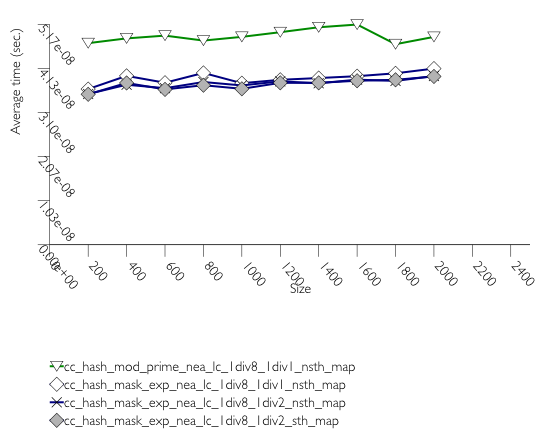 Average time (sec.)
5.17e-08
4.13e-08
3.10e-08
2.07e-08
1.03e-08
0.00e+00
200
400
600
800
1000
1200
1400
1600
1800
2000
2200
2400
Size
cc_hash_mod_prime_nea_lc_1div8_1div1_nsth_map
cc_hash_mask_exp_nea_lc_1div8_1div1_nsth_map
cc_hash_mask_exp_nea_lc_1div8_1div2_nsth_map
cc_hash_mask_exp_nea_lc_1div8_1div2_sth_map